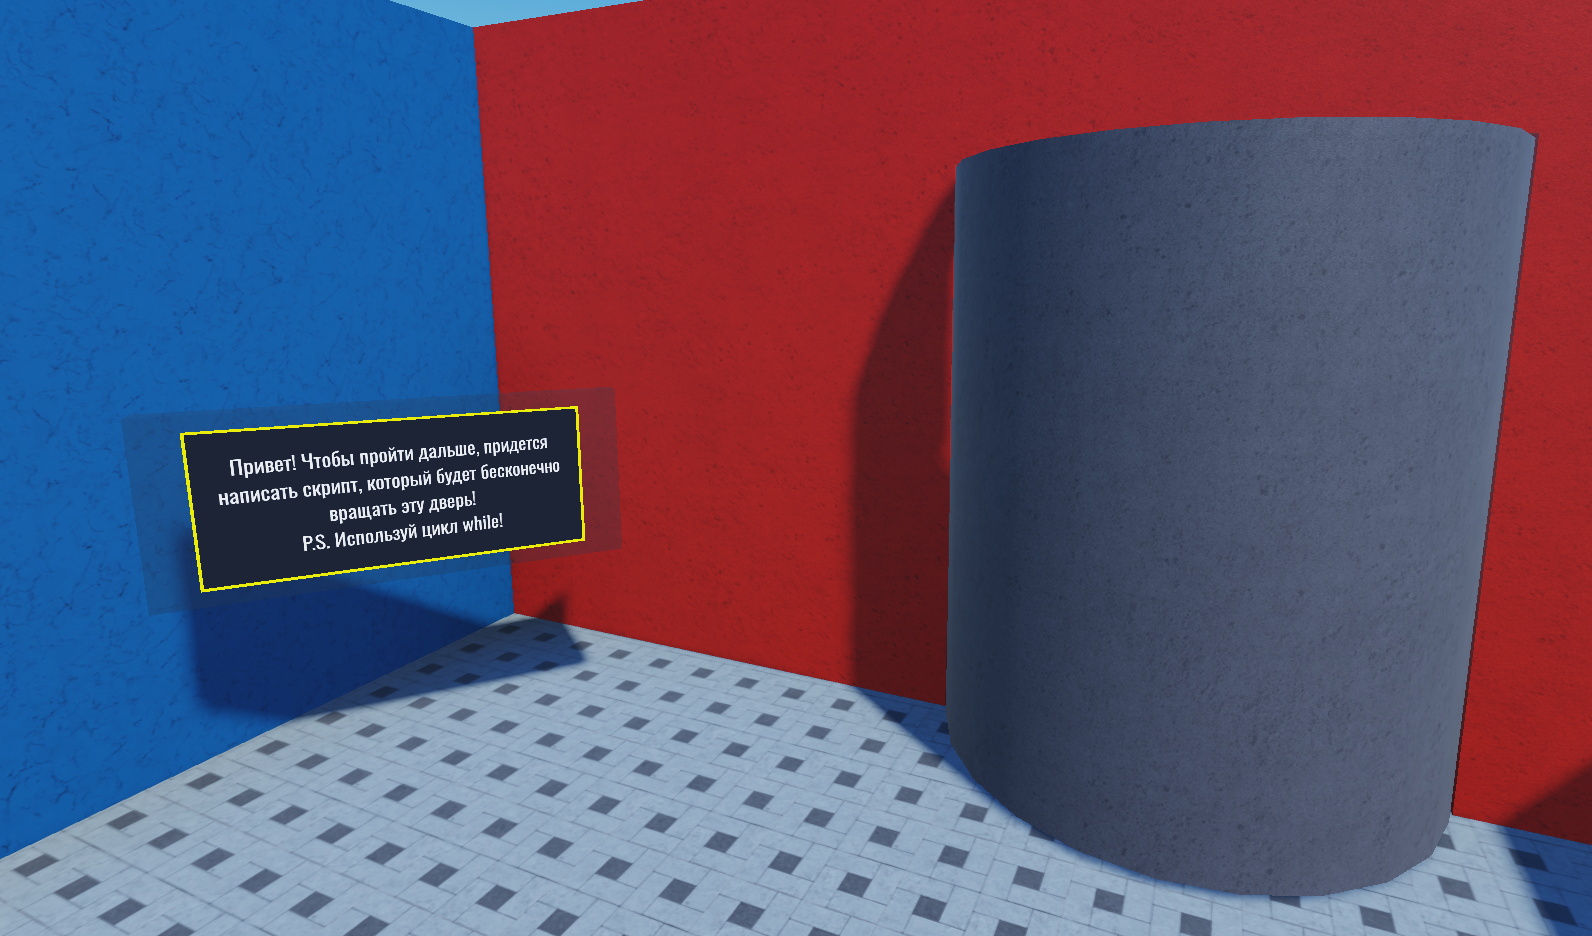 Привет! Чтобы пройти дальше, придется
написать скрипт, который будет бесконечно
вращать эту дверь!
P.S. Используй цикл while!